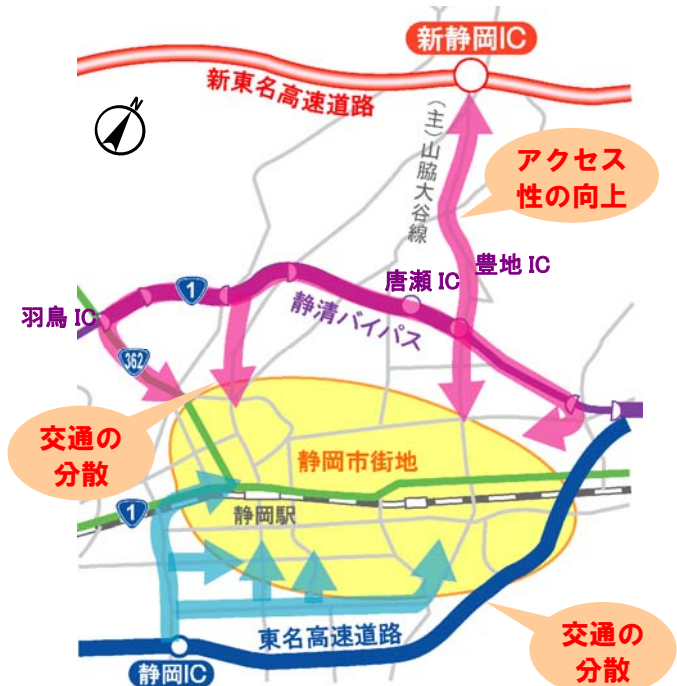 新静岡IC
N
新東名高速道路
(主)山脇大谷線
アクセス
性の向上
豊地 IC
唐瀬 IC
1
羽鳥 IC
静清バイパス
362
交通の
分散
静岡市街地
1
静岡駅
東名高速道路
交通の
分散
静岡IC